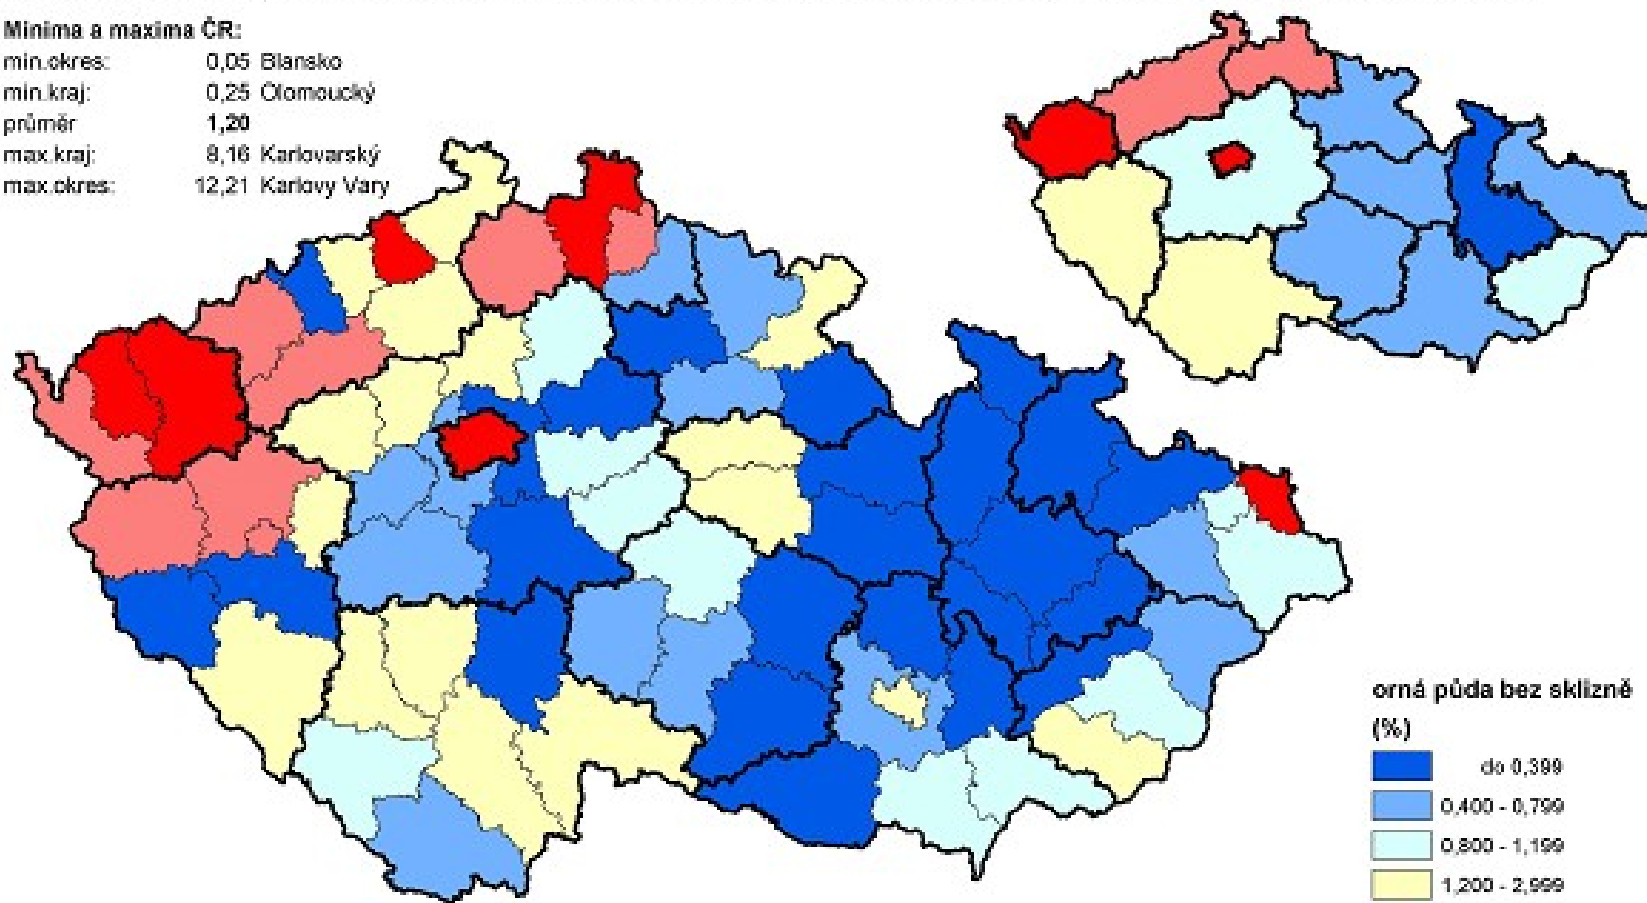 Minima a maxima ČR:
min.okres: 0,05 Blansko
min.kraj: 0,25 Olomoucký
průměr 1,20
max.kraj: 8,16 Karlovarský
max.okres: 12,21 Karlovy Vary
orná půda bez sklizně
(%)
do 0,399
0,400 - 0,799
0,800 - 1,199
1,200 - 2,999